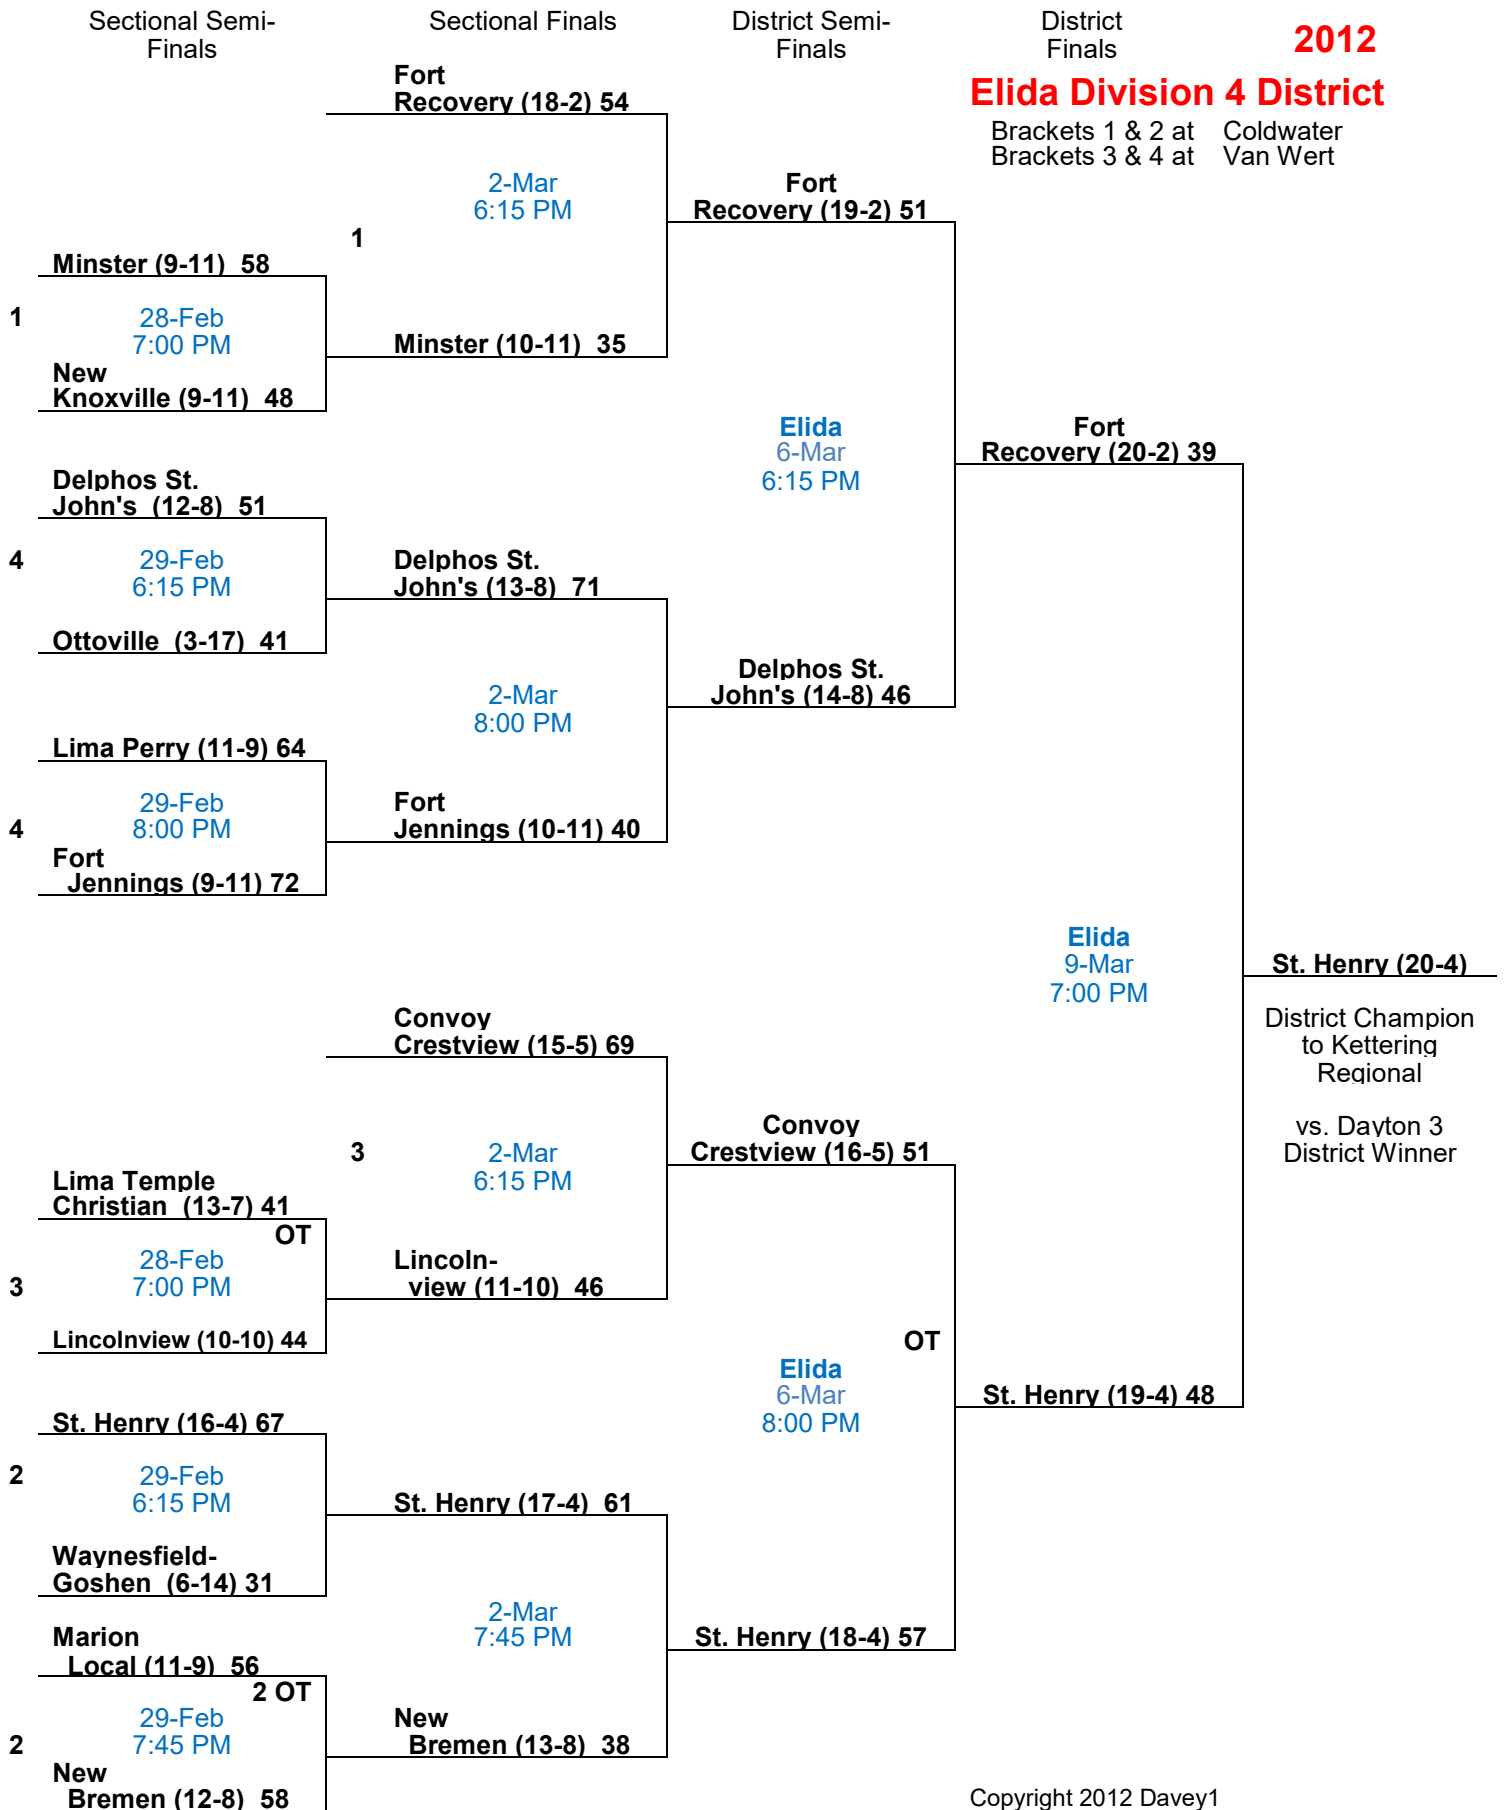 Sectional Semi-
Finals
Sectional Finals
District Semi-
Finals
District
Finals
2012
Elida Division 4 District
Brackets 1 & 2 at Coldwater
Brackets 3 & 4 at Van Wert
Fort
Recovery (18-2) 54
2-Mar
6:15 PM
1
Fort
Recovery (19-2) 51
Minster (9-11) 58
1
28-Feb
7:00 PM
Minster (10-11) 35
New
Knoxville (9-11) 48
Elida
6-Mar
6:15 PM
Fort
Recovery (20-2) 39
Delphos St.
John's (12-8) 51
4
29-Feb
6:15 PM
Delphos St.
John's (13-8) 71
Ottoville (3-17) 41
2-Mar
8:00 PM
Delphos St.
John's (14-8) 46
Lima Perry (11-9) 64
29-Feb
8:00 PM
4
Fort
Jennings (10-11) 40
Fort
Jennings (9-11) 72
Elida
9-Mar
7:00 PM
St. Henry (20-4)
District Champion
to Kettering
Regional
vs. Dayton 3
District Winner
Convoy
Crestview (15-5) 69
3
2-Mar
6:15 PM
Convoy
Crestview (16-5) 51
Lima Temple
Christian (13-7) 41
OT
28-Feb
7:00 PM
3
Lincoln-
view (11-10) 46
Lincolnview (10-10) 44
OT
Elida
6-Mar
8:00 PM
St. Henry (19-4) 48
St. Henry (16-4) 67
2
29-Feb
6:15 PM
St. Henry (17-4) 61
Waynesfield-
Goshen (6-14) 31
2-Mar
7:45 PM
St. Henry (18-4) 57
Marion
Local (11-9) 56
2 OT
29-Feb
7:45 PM
2
New
Bremen (13-8) 38
New
Bremen (12-8) 58
Copyright 2012 Davey1